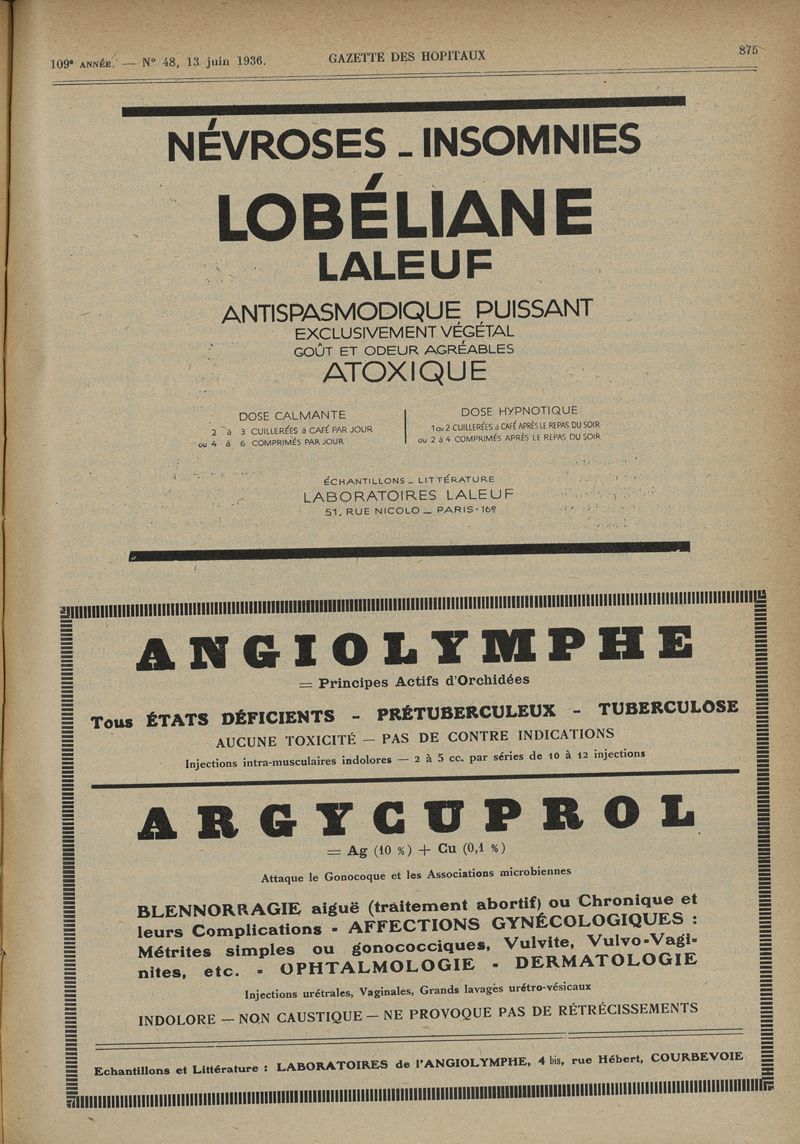 109e ANNÉE. — N° 48, 13 juin 1936. GAZETTE DES HOPITAUX 875
NÉVROSES - INSOMNIES
LOBÉLIANE
LALEUF
ANTISPASMODIQUE PUISSANT
EXCLUSIVEMENT VÉGÉTAL
GOÛT ET ODEUR AGRÉABLES
ATOXIQUE
DOSE CALMANTE
2 à 3 CUILLERÉES à CAFÉ PAR JOUR
ou 4 à 6 COMPRIMÉS PAR JOUR
DOSE HYPNOTIQUE
1 ou 2 CUILLERÉES à CAFÉ APRÈS LE REPAS DU SOIR
ou 2 à 4 COMPRIMÉS APRÈS LE REPAS DU SOIR
ÉCHANTILLONS - LITTÉRATURE
LABORATOIRES LALEUF
51, RUE NICOLO - PARIS-16e
ANGIOLYMPHE
= Principes Actifs d'Orchidées
Tous ÉTATS DÉFICIENTS - PRÉTUBERCULEUX - TUBERCULOSE
AUCUNE TOXICITÉ — PAS DE CONTRE INDICATIONS
Injections intra-musculaires indolores — 2 à 5 cc. par séries de 10 à 12 injections
ARGYCUPROL
= Ag (10 %) + Cu (0,1 %)
Attaque le Gonocoque et les Associations microbiennes
BLENNORRAGIE aiguë (traitement abortif) ou Chronique et
leurs Complications - AFFECTIONS GYNÉCOLOGIQUES :
Métrites simples ou gonococciques, Vulvite, Vulvo-Vagi-
nites, etc. - OPHTALMOLOGIE - DERMATOLOGIE
Injections urétrales, Vaginales, Grands lavages urétro-vésicaux
INDOLORE — NON CAUSTIQUE — NE PROVOQUE PAS DE RÉTRÉCISSEMENTS
Echantillons et Littérature : LABORATOIRES de l'ANGIOLYMPHE, 4 bis, rue Hébert, COURBEVOIE